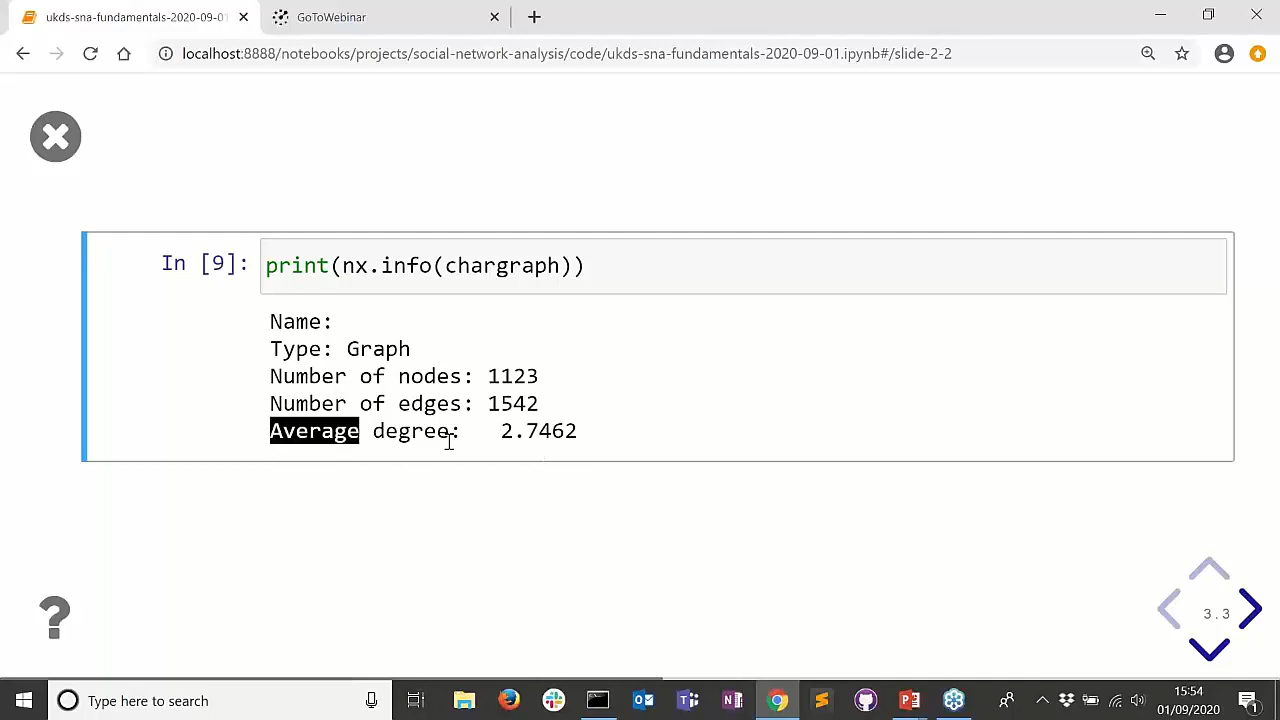 ukds-sna-fundamentals-2020-09-01
GoToWebinar
localhost:8888/notebooks/projects/social-network-analysis/code/ukds-sna-fundamentals-2020-09-01.ipynb#/slide-2-2
In [9]: print(nx.info(chargraph))
Name:
Type: Graph
Number of nodes: 1123
Number of edges: 1542
Average degree: 2.7462
?
3.3
Type here to search
15:54
01/09/2020
1